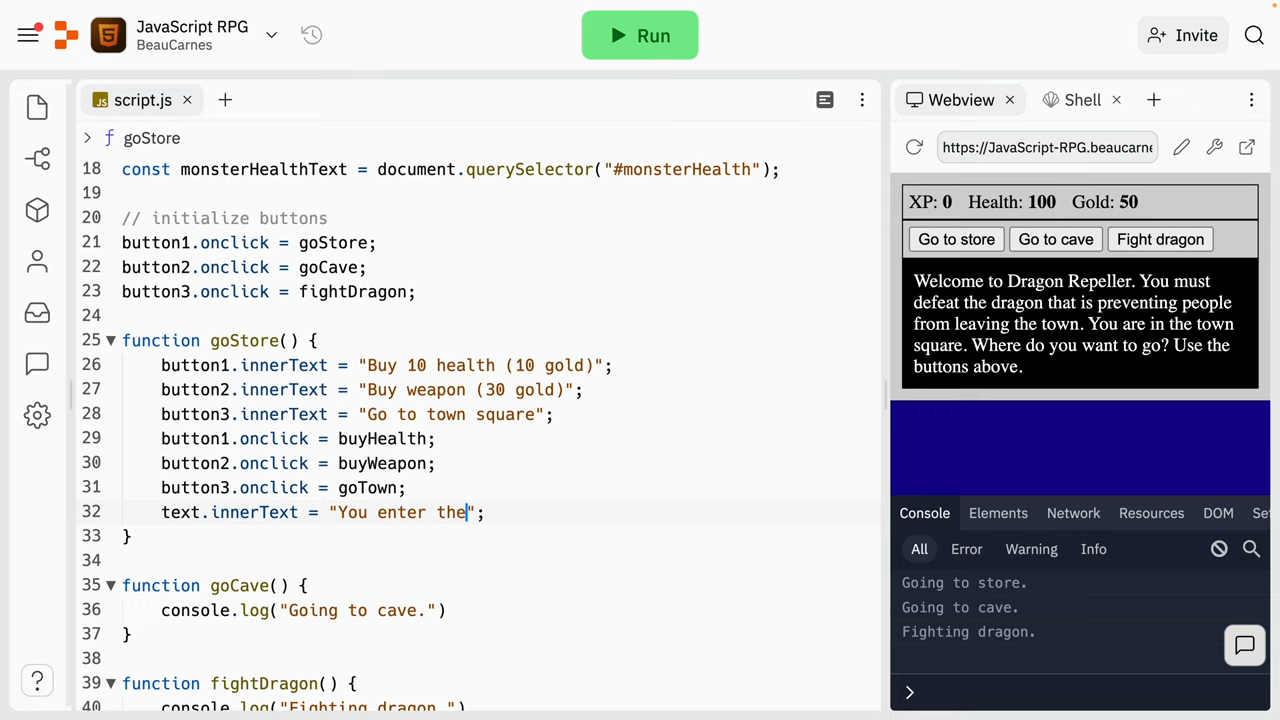 JavaScript RPG
BeauCarnes
Run
Invite
JS script.js
goStore
18 const monsterHealthText = document.querySelector("#monsterHealth");
19
20 // initialize buttons
21 button1.onclick = goStore;
22 button2.onclick = goCave;
23 button3.onclick = fightDragon;
24
25 function goStore() {
26 button1.innerText = "Buy 10 health (10 gold)";
27 button2.innerText = "Buy weapon (30 gold)";
28 button3.innerText = "Go to town square";
29 button1.onclick = buyHealth;
30 button2.onclick = buyWeapon;
31 button3.onclick = goTown;
32 text.innerText = "You enter the";
33 }
34
35 function goCave() {
36 console.log("Going to cave.")
37 }
38
39 function fightDragon() {
40 console.log("Fighting dragon.")
?
Webview
Shell
https://JavaScript-RPG.beaucarne
XP: 0 Health: 100 Gold: 50
Go to store Go to cave Fight dragon
Welcome to Dragon Repeller. You must
defeat the dragon that is preventing people
from leaving the town. You are in the town
square. Where do you want to go? Use the
buttons above.
Console Elements Network Resources DOM Se
All Error Warning Info
Going to store.
Going to cave.
Fighting dragon.